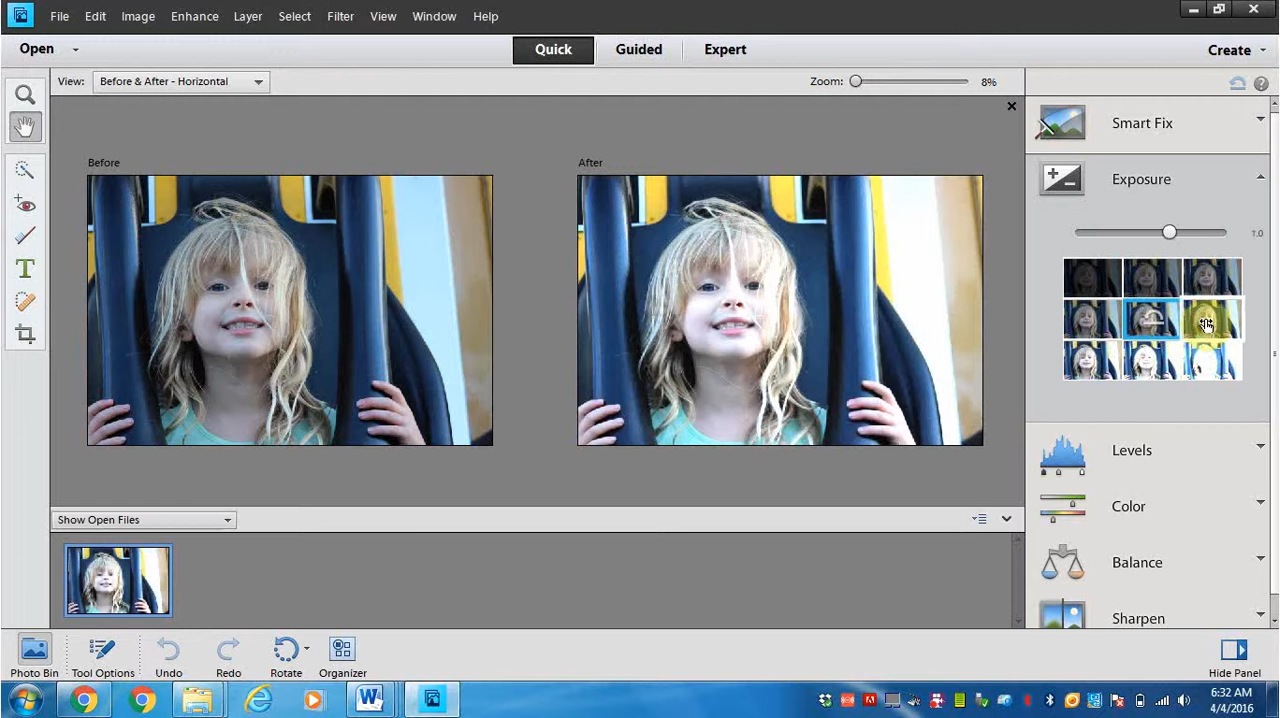 File Edit Image Enhance Layer Select Filter View Window Help
Open Quick Guided Expert Create
View: Before & After - Horizontal Zoom: 8%
Smart Fix
Before After
Exposure
1.0
Levels
Color
Balance
Sharpen
Show Open Files
Photo Bin Tool Options Undo Redo Rotate Organizer Hide Panel
6:32 AM
4/4/2016